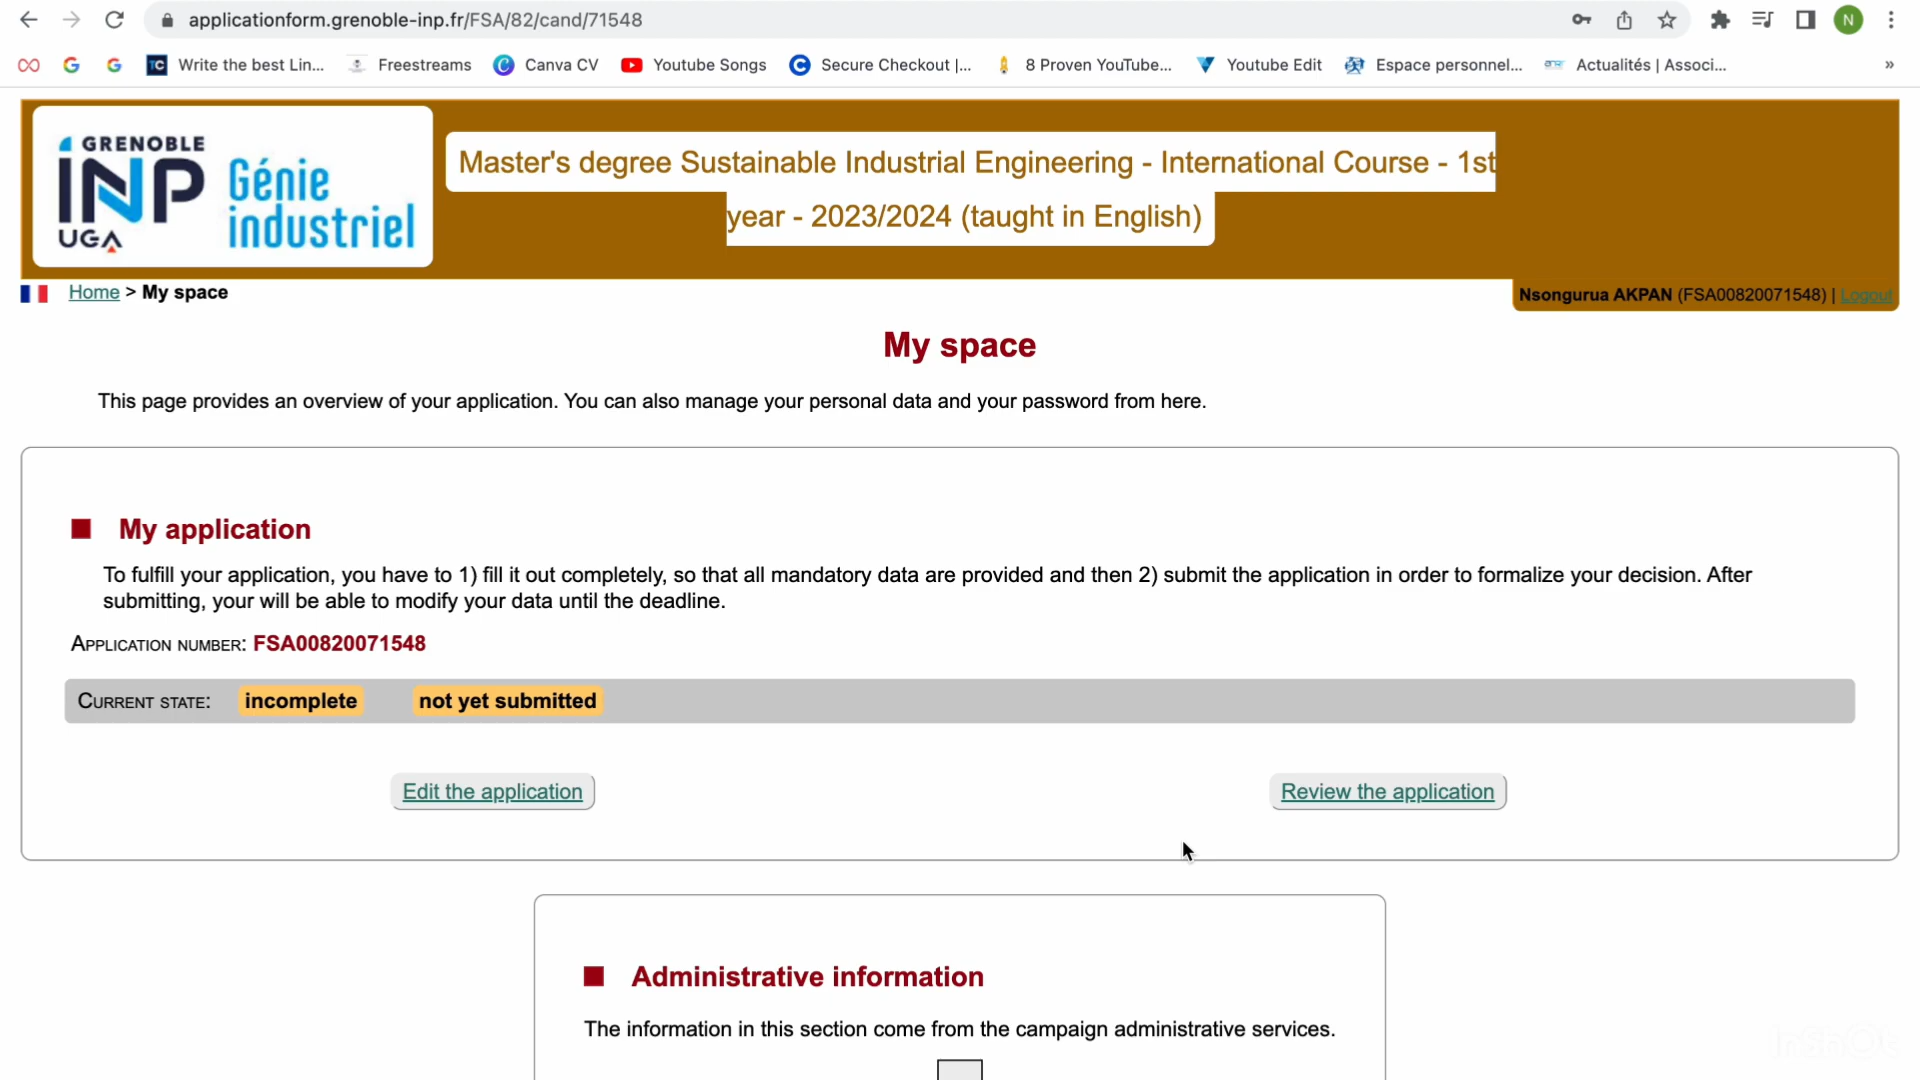 applicationform.grenoble-inp.fr/FSA/82/cand/71548
N
TC Write the best Lin... Freestreams Canva CV Youtube Songs Secure Checkout |... 8 Proven YouTube... Youtube Edit Espace personnel... Actualités | Associ... »
GRENOBLE
INP
UGA
Génie
industriel
Master's degree Sustainable Industrial Engineering - International Course - 1st
year - 2023/2024 (taught in English)
Home > My space
Nsongurua AKPAN (FSA00820071548) | Logout
My space
This page provides an overview of your application. You can also manage your personal data and your password from here.
My application
To fulfill your application, you have to 1) fill it out completely, so that all mandatory data are provided and then 2) submit the application in order to formalize your decision. After
submitting, your will be able to modify your data until the deadline.
APPLICATION NUMBER: FSA00820071548
CURRENT STATE: incomplete not yet submitted
Edit the application
Review the application
Administrative information
The information in this section come from the campaign administrative services.